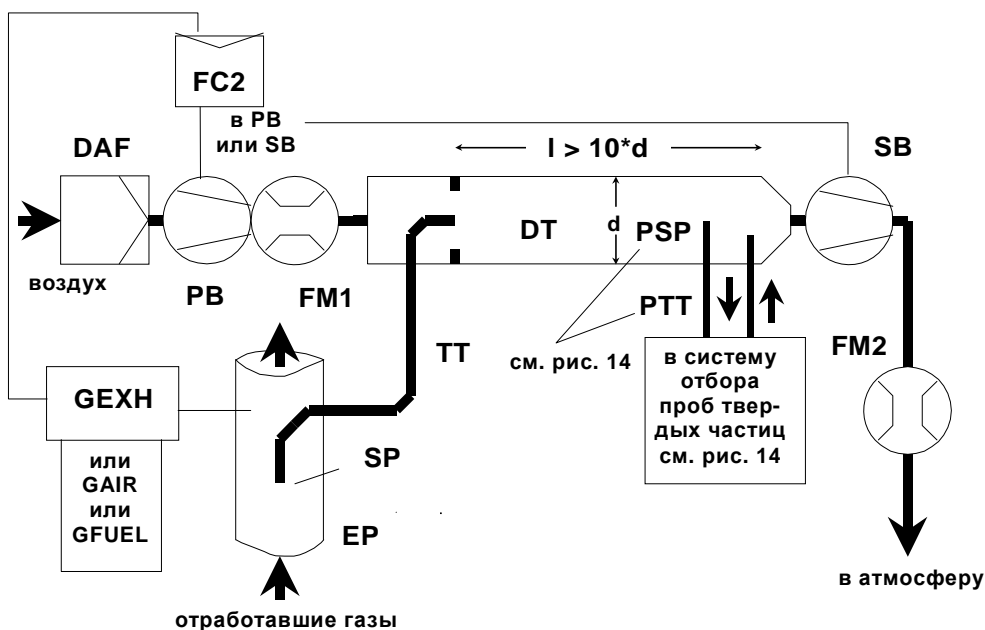 FC2
в PB
или SB
DAF
l > 10*d
SB
DT
d
PSP
воздух
PB
FM1
PTT
TT
см. рис. 14
FM2
в систему
отбора
проб твер-
дых частиц
см. рис. 14
GEXH
или
GAIR
или
GFUEL
SP
EP
в атмосферу
отработавшие газы